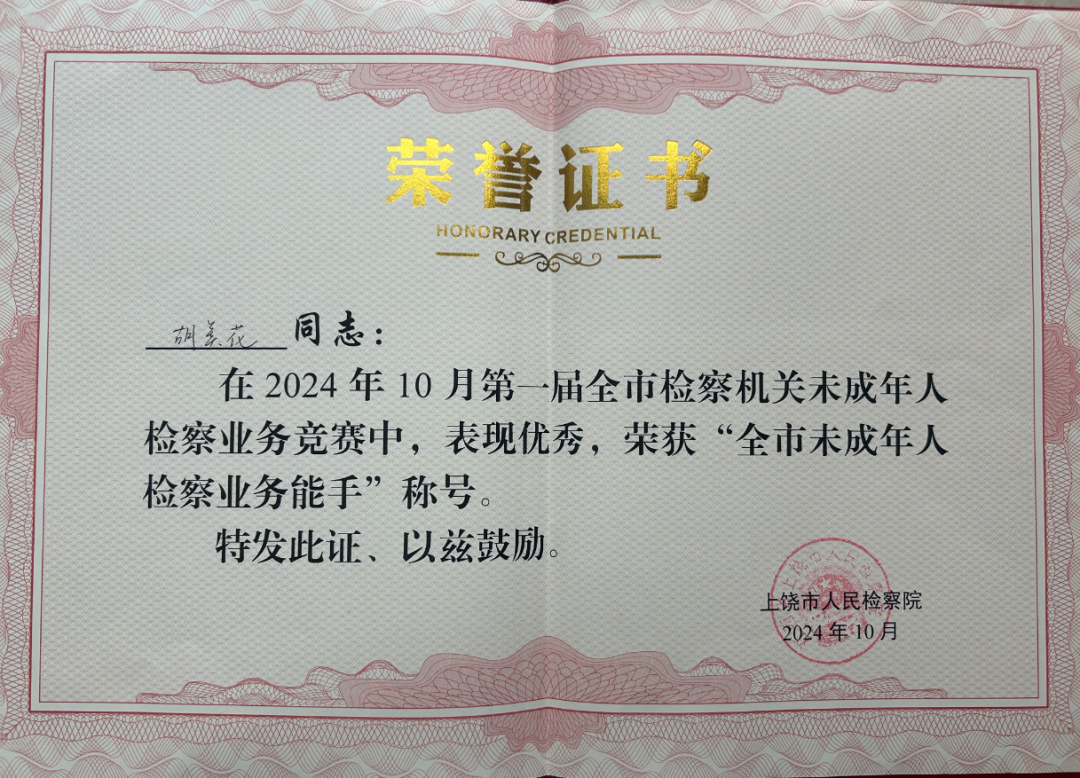 荣誉证书
HONORARY CREDENTIAL
胡美花 同志：
在 2024 年 10 月第一届全市检察机关未成年人
检察业务竞赛中，表现优秀，荣获“全市未成年人
检察业务能手”称号。
特发此证、以兹鼓励。
上饶市人民检察院
2024 年 10 月